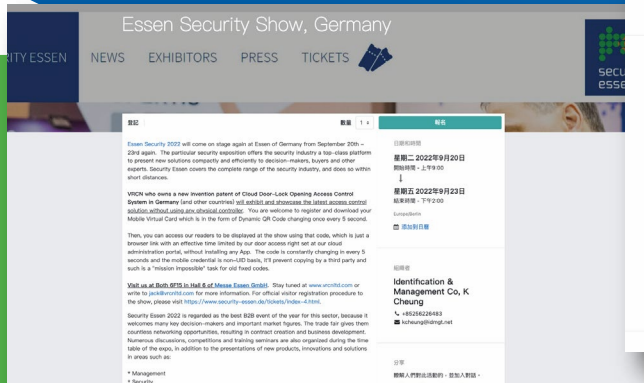 Essen Security Show, Germany
RITY ESSEN
NEWS
EXHIBITORS
PRESS
TICKETS
secu
esse
登記
數量
1
報名
Essen Security 2022 will come on stage again at Essen of Germany from September 20th –
23rd again. The particular security exposition offers the security industry a top-class platform
to present new solutions compactly and efficiently to decision-makers, buyers and other
experts. Security Essen covers the complete range of the security industry, and does so within
short distances.
VRCN who owns a new invention patent of Cloud Door-Lock Opening Access Control
System in Germany (and other countries) will exhibit and showcase the latest access control
solution without using any physical controller. You are welcome to register and download your
Mobile Virtual Card which is in the form of Dynamic QR Code changing once every 5 second.
Then, you can access our readers to be displayed at the show using that code, which is just a
browser link with an effective time limited by our door access right set at our cloud
administration portal, without installing any App. The code is constantly changing in every 5
seconds and the mobile credential is non-UID basis, it'll prevent copying by a third party and
such is a "mission impossible" task for old fixed codes.
Visit us at Both 6F15 in Hall 6 of Messe Essen GmbH. Stay tuned at www.vrcnltd.com or
write to jack@vrcnltd.com for more information. For official visitor registration procedure to
the show, please visit https://www.security-essen.de/tickets/index-4.html.
Security Essen 2022 is regarded as the best B2B event of the year for this sector, because it
welcomes many key decision-makers and important market figures. The trade fair gives them
countless networking opportunities, resulting in contract creation and business development.
Numerous discussions, competitions and training seminars are also organized during the time
table of the expo, in addition to the presentations of new products, innovations and solutions
in areas such as:
* Management
* Security
日期和時間
星期二 2022年9月20日
開始時間 - 上午9:00
↓
星期五 2022年9月23日
結束時間 - 下午2:00
Europe/Berlin
添加到日曆
組織者
Identification &
Management Co, K
Cheung
+85256226483
kcheung@idmgt.net
分享
瞭解人們對此活動的，並加入對話。